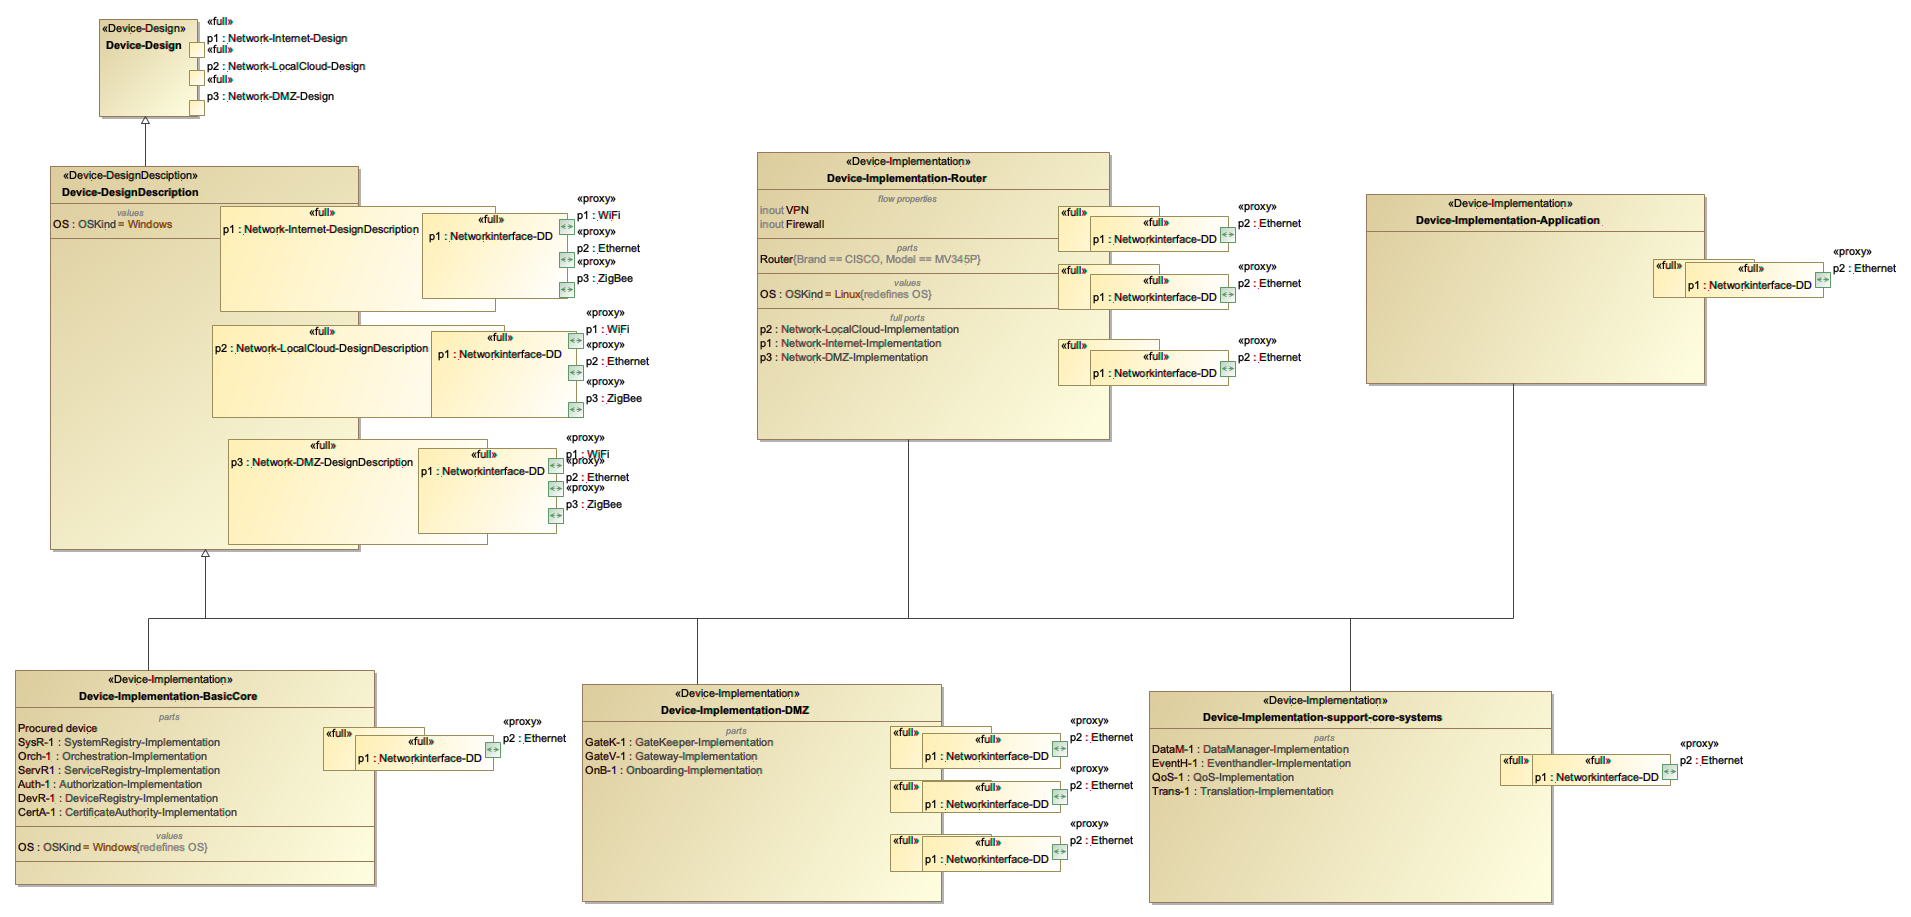 «Device-Design»
Device-Design
«full»
p1 : Network-Internet-Design
«full»
p2 : Network-LocalCloud-Design
«full»
p3 : Network-DMZ-Design
«Device-DesignDesciption»
Device-DesignDescription
values
OS : OSKind = Windows
«full»
p1 : Network-Internet-DesignDescription
«full»
p1 : Networkinterface-DD
«proxy»
p1 : WiFi
«proxy»
p2 : Ethernet
«proxy»
p3 : ZigBee
«full»
p2 : Network-LocalCloud-DesignDescription
«full»
p1 : Networkinterface-DD
«proxy»
p1 : WiFi
«proxy»
p2 : Ethernet
«proxy»
p3 : ZigBee
«full»
p3 : Network-DMZ-DesignDescription
«full»
p1 : Networkinterface-DD
«proxy»
p1 : WiFi
«proxy»
p2 : Ethernet
«proxy»
p3 : ZigBee
«Device-Implementation»
Device-Implementation-Router
flow properties
inout VPN
inout Firewall
parts
Router{Brand == CISCO, Model == MV345P}
values
OS : OSKind = Linux{redefines OS}
full ports
p2 : Network-LocalCloud-Implementation
p1 : Network-Internet-Implementation
p3 : Network-DMZ-Implementation
«full»
«full»
p1 : Networkinterface-DD
«proxy»
p2 : Ethernet
«full»
«full»
p1 : Networkinterface-DD
«proxy»
p2 : Ethernet
«full»
«full»
p1 : Networkinterface-DD
«proxy»
p2 : Ethernet
«Device-Implementation»
Device-Implementation-Application
«full»
«full»
p1 : Networkinterface-DD
«proxy»
p2 : Ethernet
«Device-Implementation»
Device-Implementation-BasicCore
parts
Procured device
SysR-1 : SystemRegistry-Implementation
Orch-1 : Orchestration-Implementation
ServR1 : ServiceRegistry-Implementation
Auth-1 : Authorization-Implementation
DevR-1 : DeviceRegistry-Implementation
CertA-1 : CertificateAuthority-Implementation
values
OS : OSKind = Windows{redefines OS}
«full»
«full»
p1 : Networkinterface-DD
«proxy»
p2 : Ethernet
«Device-Implementation»
Device-Implementation-DMZ
parts
GateK-1 : GateKeeper-Implementation
GateV-1 : Gateway-Implementation
OnB-1 : Onboarding-Implementation
«full»
«full»
p1 : Networkinterface-DD
«proxy»
p2 : Ethernet
«full»
«full»
p1 : Networkinterface-DD
«proxy»
p2 : Ethernet
«full»
«full»
p1 : Networkinterface-DD
«proxy»
p2 : Ethernet
«Device-Implementation»
Device-Implementation-support-core-systems
parts
DataM-1 : DataManager-Implementation
EventH-1 : Eventhandler-Implementation
QoS-1 : QoS-Implementation
Trans-1 : Translation-Implementation
«full»
«full»
p1 : Networkinterface-DD
«proxy»
p2 : Ethernet